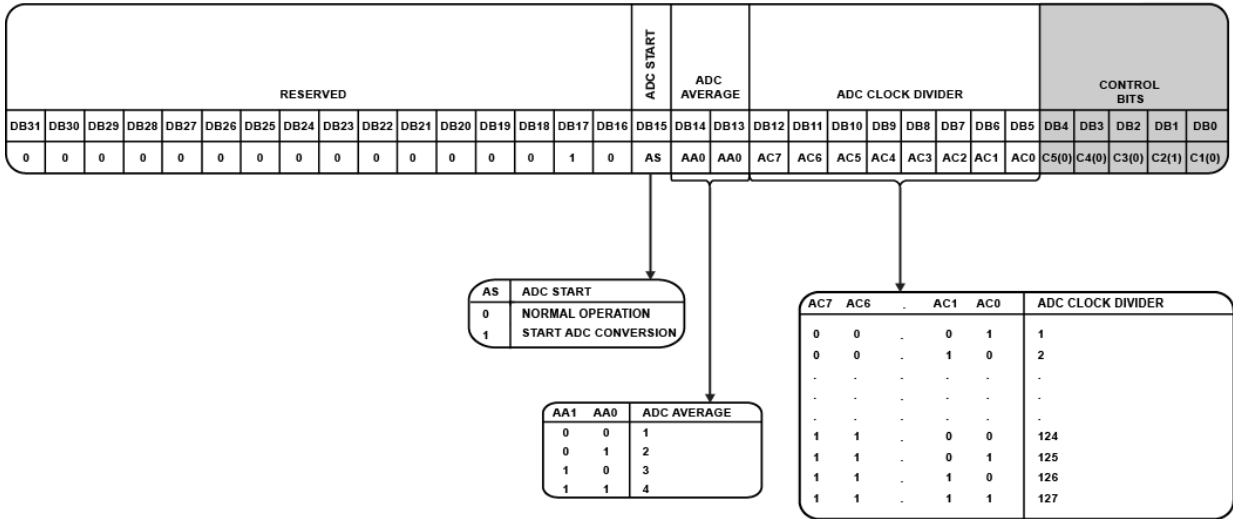 RESERVED ADC START ADC AVERAGE ADC CLOCK DIVIDER CONTROL BITS
DB31 DB30 DB29 DB28 DB27 DB26 DB25 DB24 DB23 DB22 DB21 DB20 DB19 DB18 DB17 DB16 DB15 DB14 DB13 DB12 DB11 DB10 DB9 DB8 DB7 DB6 DB5 DB4 DB3 DB2 DB1 DB0
0 0 0 0 0 0 0 0 0 0 0 0 0 0 1 0 AS AA0 AA0 AC7 AC6 AC5 AC4 AC3 AC2 AC1 AC0 C5(0) C4(0) C3(0) C2(1) C1(0)
AS ADC START
0 NORMAL OPERATION
1 START ADC CONVERSION
AA1 AA0 ADC AVERAGE
0 0 1
0 1 2
1 0 3
1 1 4
AC7 AC6 . AC1 AC0 ADC CLOCK DIVIDER
0 0 . 0 1 1
0 0 . 1 0 2
. . . . . .
. . . . . .
. . . . . .
1 1 . 0 0 124
1 1 . 0 1 125
1 1 . 1 0 126
1 1 . 1 1 127